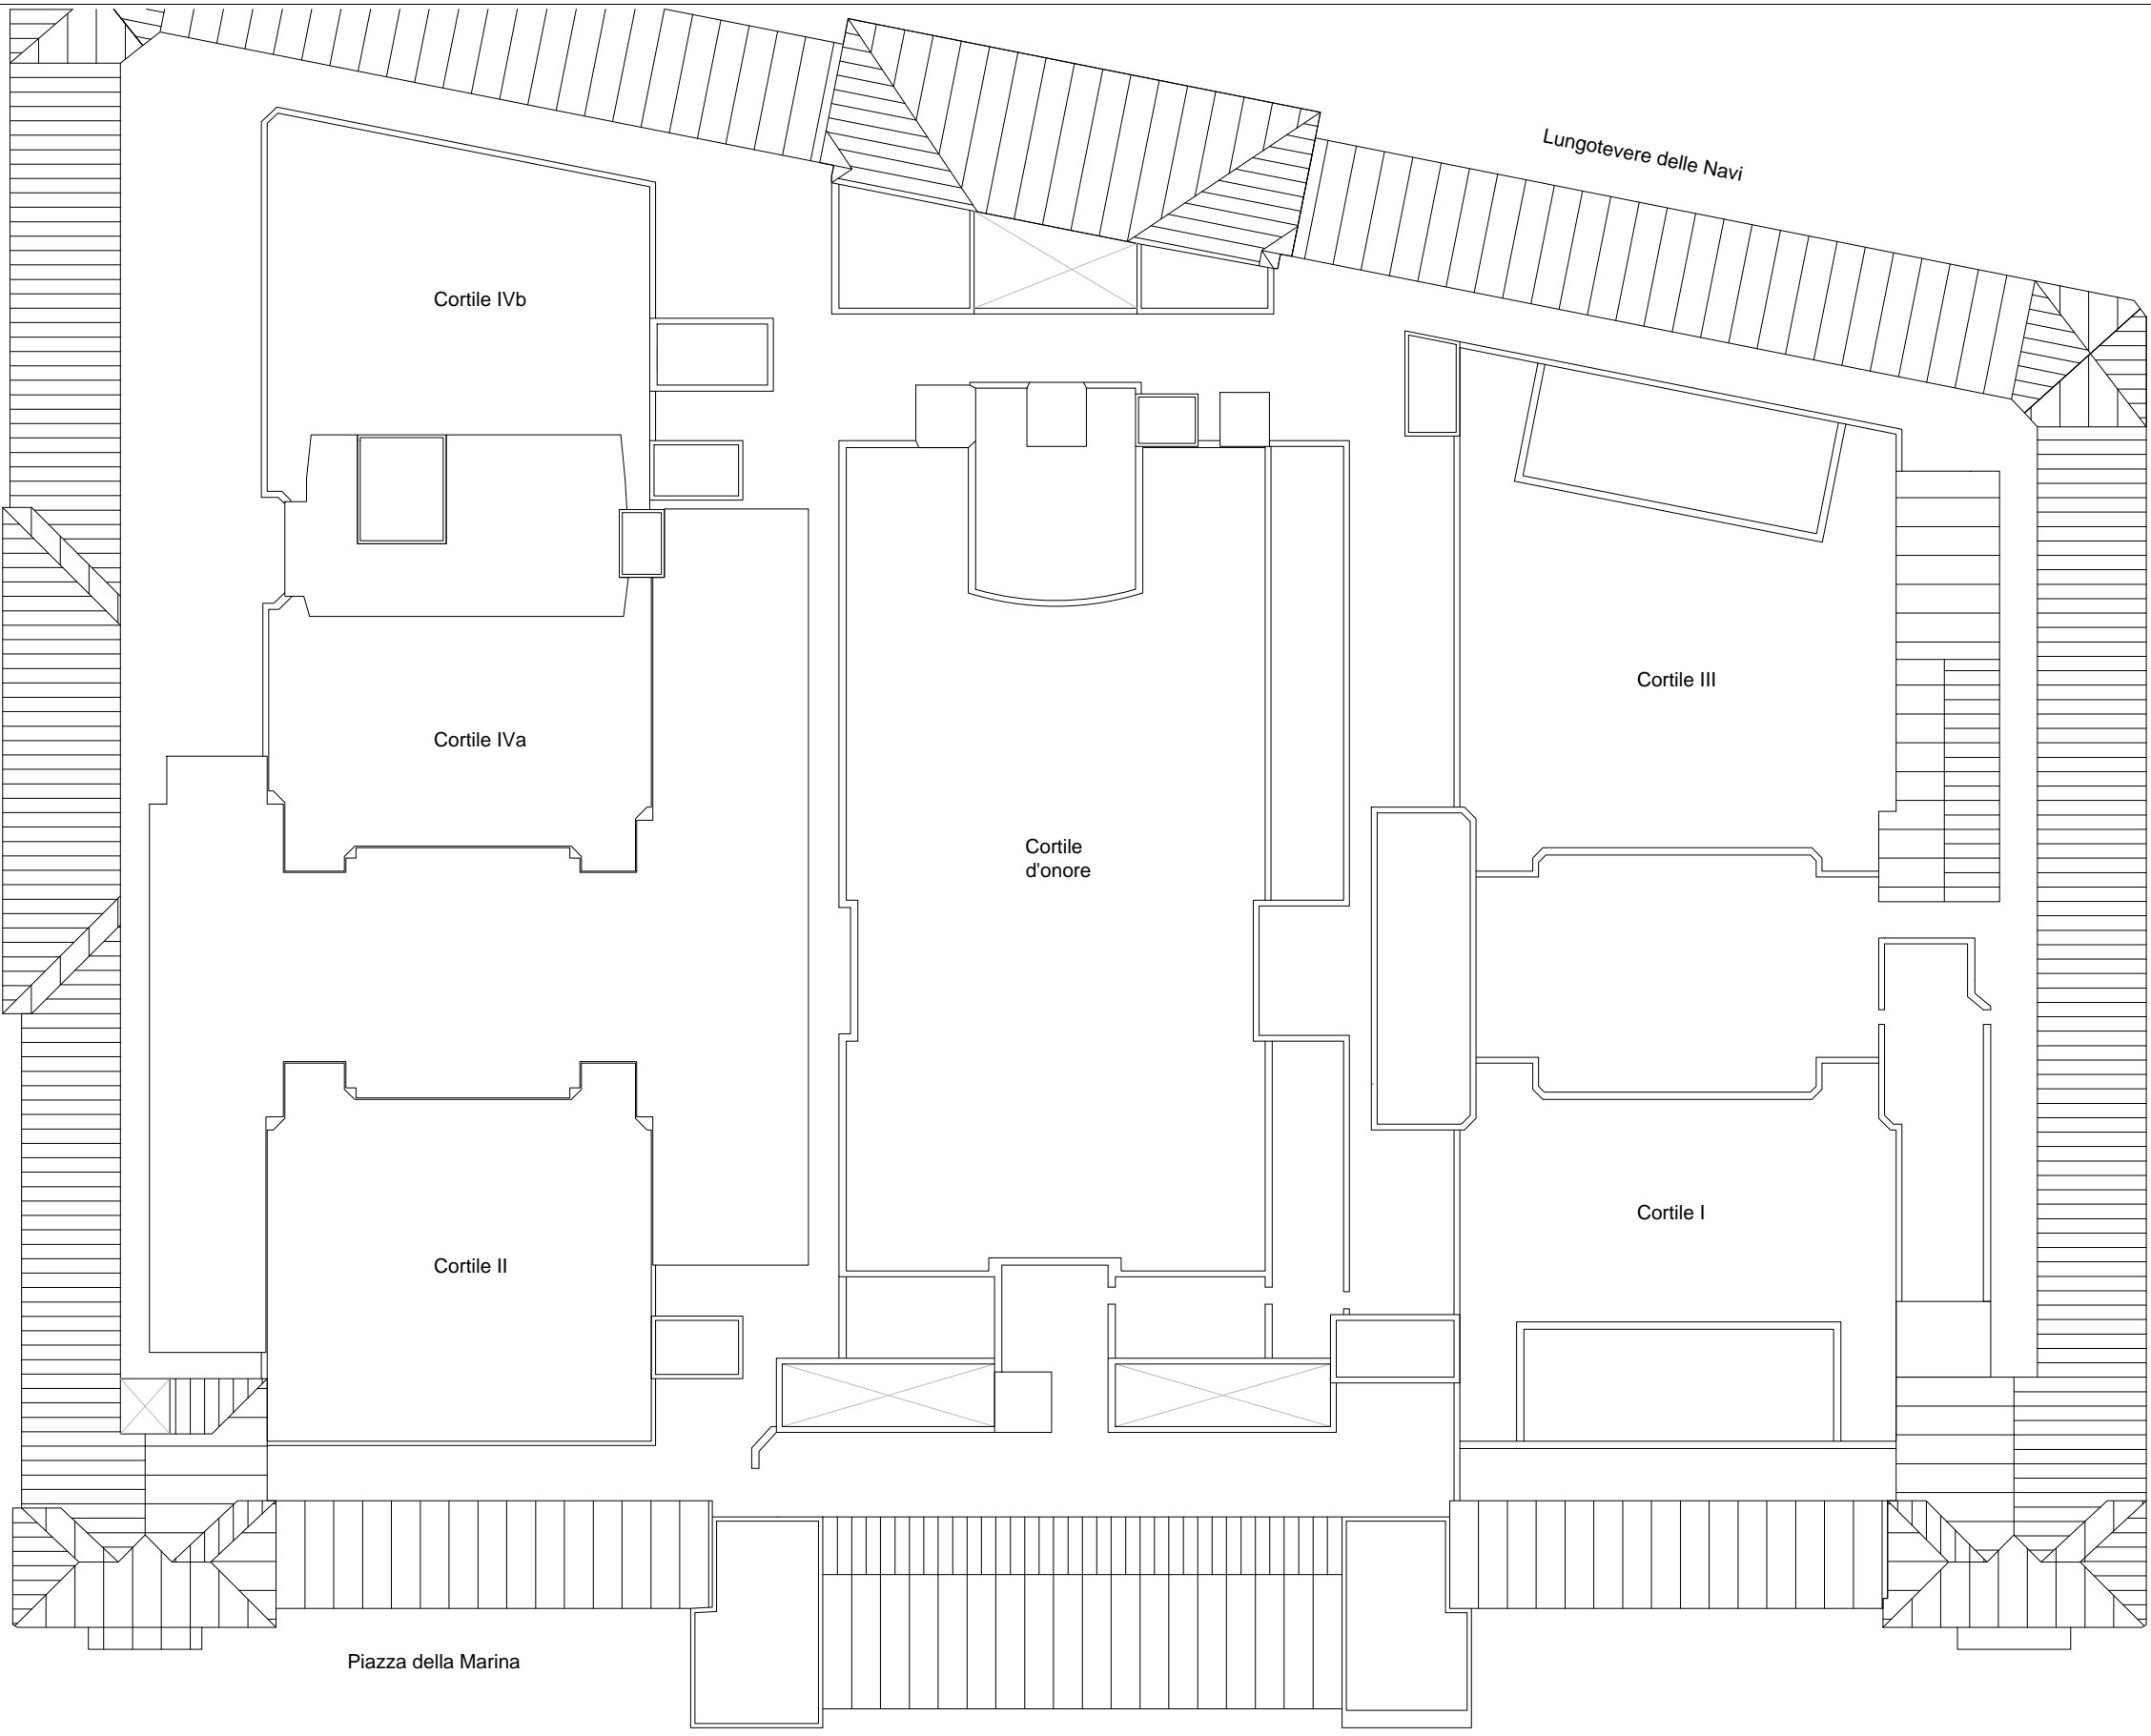 Lungotevere delle Navi
Cortile IVb
Cortile III
Cortile IVa
Cortile
d'onore
Cortile I
Cortile II
Piazza della Marina